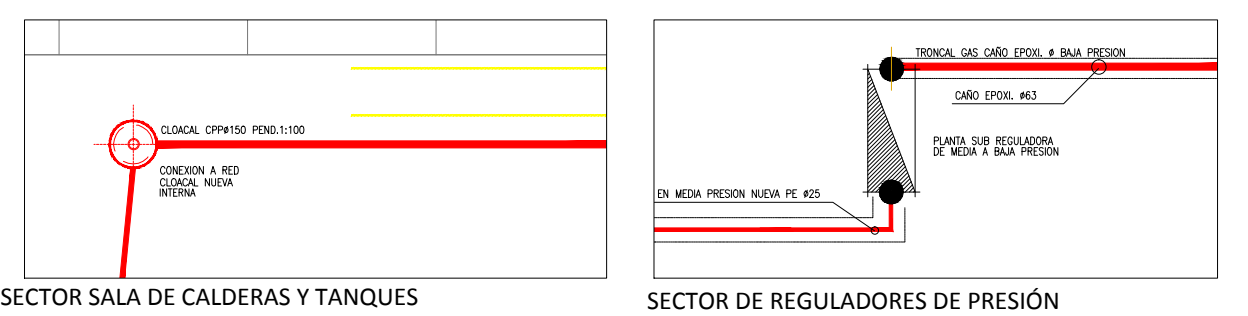 CLOACAL CPPø150 PEND.1:100
CONEXION A RED
CLOACAL NUEVA
INTERNA
SECTOR SALA DE CALDERAS Y TANQUES
TRONCAL GAS CAÑO EPOXI. ø BAJA PRESION
CAÑO EPOXI. ø63
PLANTA SUB REGULADORA
DE MEDIA A BAJA PRESION
EN MEDIA PRESION NUEVA PE ø25
SECTOR DE REGULADORES DE PRESIÓN